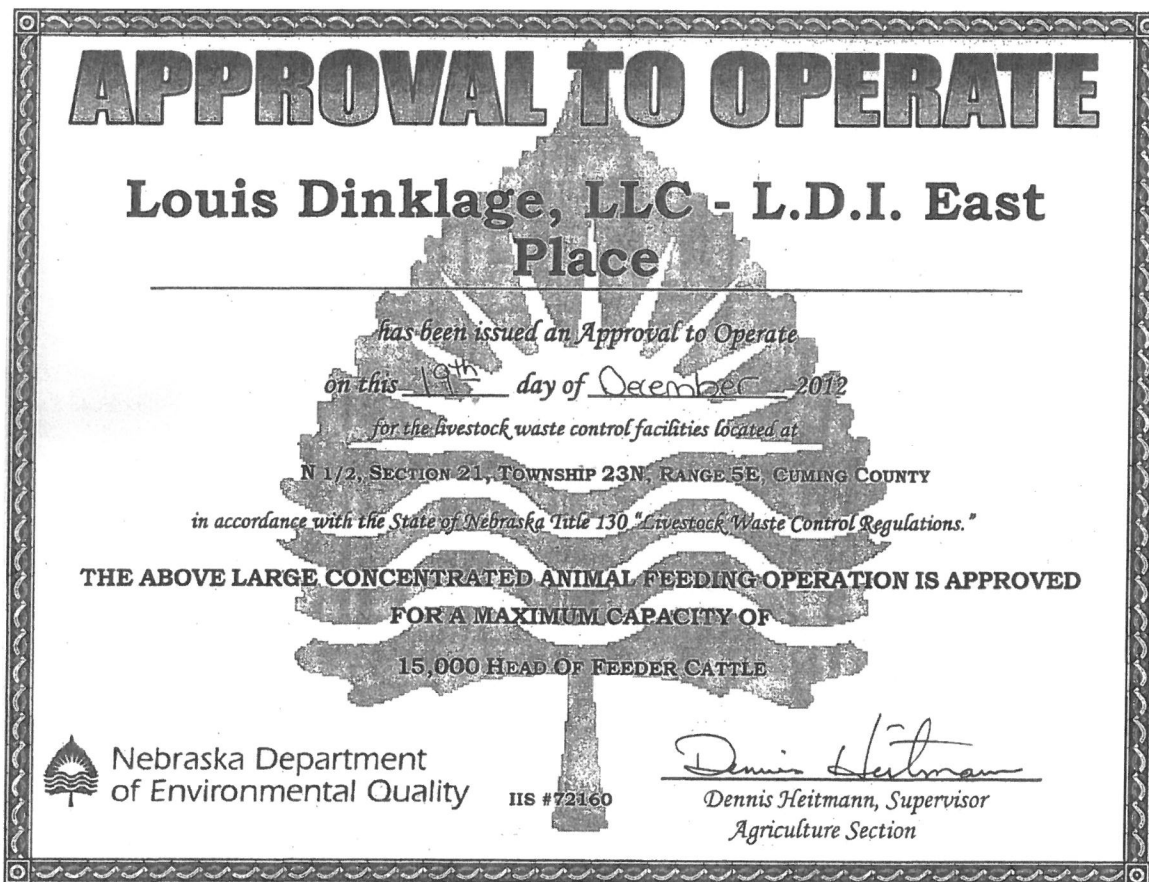 APPROVAL TO OPERATE
Louis Dinklage, LLC - L.D.I. East
Place
has been issued an Approval to Operate
on this 19th day of December 2012
for the livestock waste control facilities located at
N 1/2, SECTION 21, TOWNSHIP 23N, RANGE 5E, CUMING COUNTY
in accordance with the State of Nebraska Title 130 "Livestock Waste Control Regulations."
THE ABOVE LARGE CONCENTRATED ANIMAL FEEDING OPERATION IS APPROVED
FOR A MAXIMUM CAPACITY OF
15,000 HEAD OF FEEDER CATTLE
Nebraska Department
of Environmental Quality
IIS #72160
Dennis Heitmann
Dennis Heitmann, Supervisor
Agriculture Section